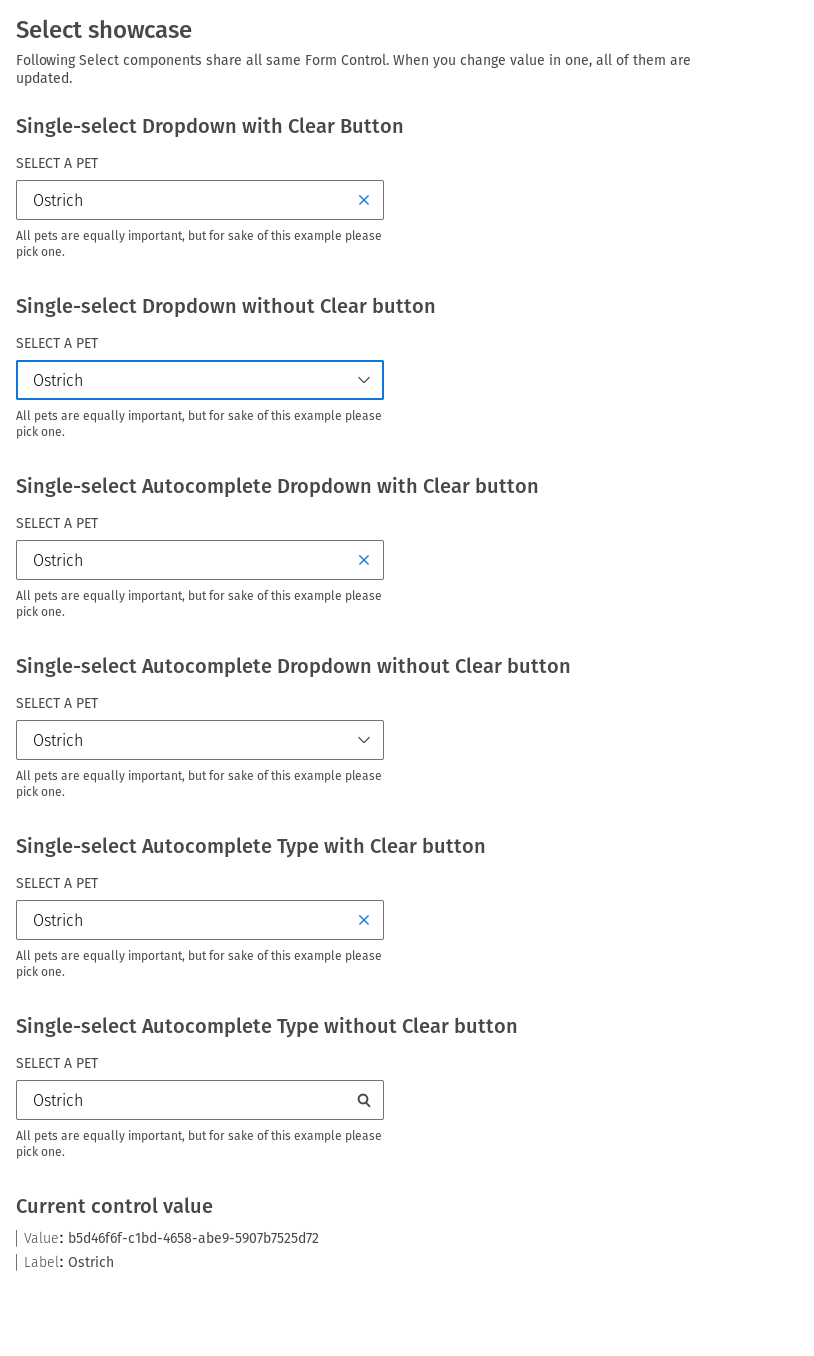 Select showcase
Following Select components share all same Form Control. When you change value in one, all of them are
updated.
Single-select Dropdown with Clear Button
SELECT A PET
Ostrich
All pets are equally important, but for sake of this example please
pick one.
Single-select Dropdown without Clear button
SELECT A PET
Ostrich
All pets are equally important, but for sake of this example please
pick one.
Single-select Autocomplete Dropdown with Clear button
SELECT A PET
Ostrich
All pets are equally important, but for sake of this example please
pick one.
Single-select Autocomplete Dropdown without Clear button
SELECT A PET
Ostrich
All pets are equally important, but for sake of this example please
pick one.
Single-select Autocomplete Type with Clear button
SELECT A PET
Ostrich
All pets are equally important, but for sake of this example please
pick one.
Single-select Autocomplete Type without Clear button
SELECT A PET
Ostrich
All pets are equally important, but for sake of this example please
pick one.
Current control value
Value: b5d46f6f-c1bd-4658-abe9-5907b7525d72
Label: Ostrich